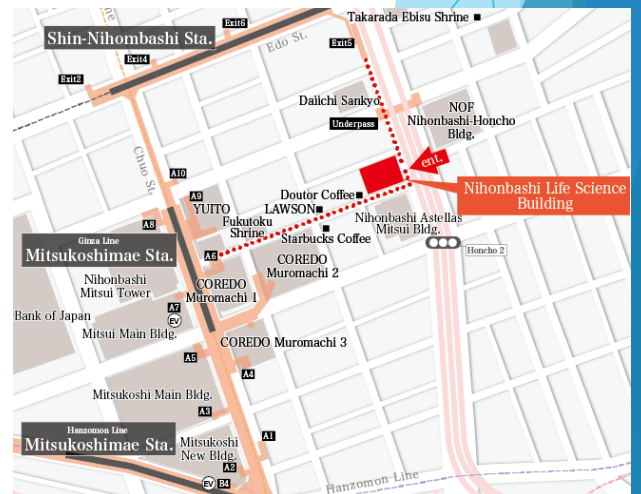 Takarada Ebisu Shrine
Exit6
Edo St.
Exit5
Shin-Nihombashi Sta.
Exit4
Exit2
Line
Daiichi Sankyo
NOF
Nihonbashi-Honcho
Bldg.
Underpass
Chuo St.
A10
ent.
A9
YUITO
Doutor Coffee
LAWSON
Nihonbashi Life Science
Building
A8
Fukutoku
Shrine
Starbucks Coffee
Nihonbashi Astellas
Mitsui Bldg.
Ginza Line
Mitsukoshimae Sta.
A6
Honcho 2
COREDO
Muromachi 2
Nihonbashi
Mitsui Tower
COREDO
Muromachi 1
A7
EV
Bank of Japan
Mitsui Main Bldg.
COREDO Muromachi 3
A5
A4
Mitsukoshi Main Bldg.
A3
Hanzomon Line
Mitsukoshimae Sta.
A1
Mitsukoshi
New Bldg.
A2
EV
B4
Hanzomon Line